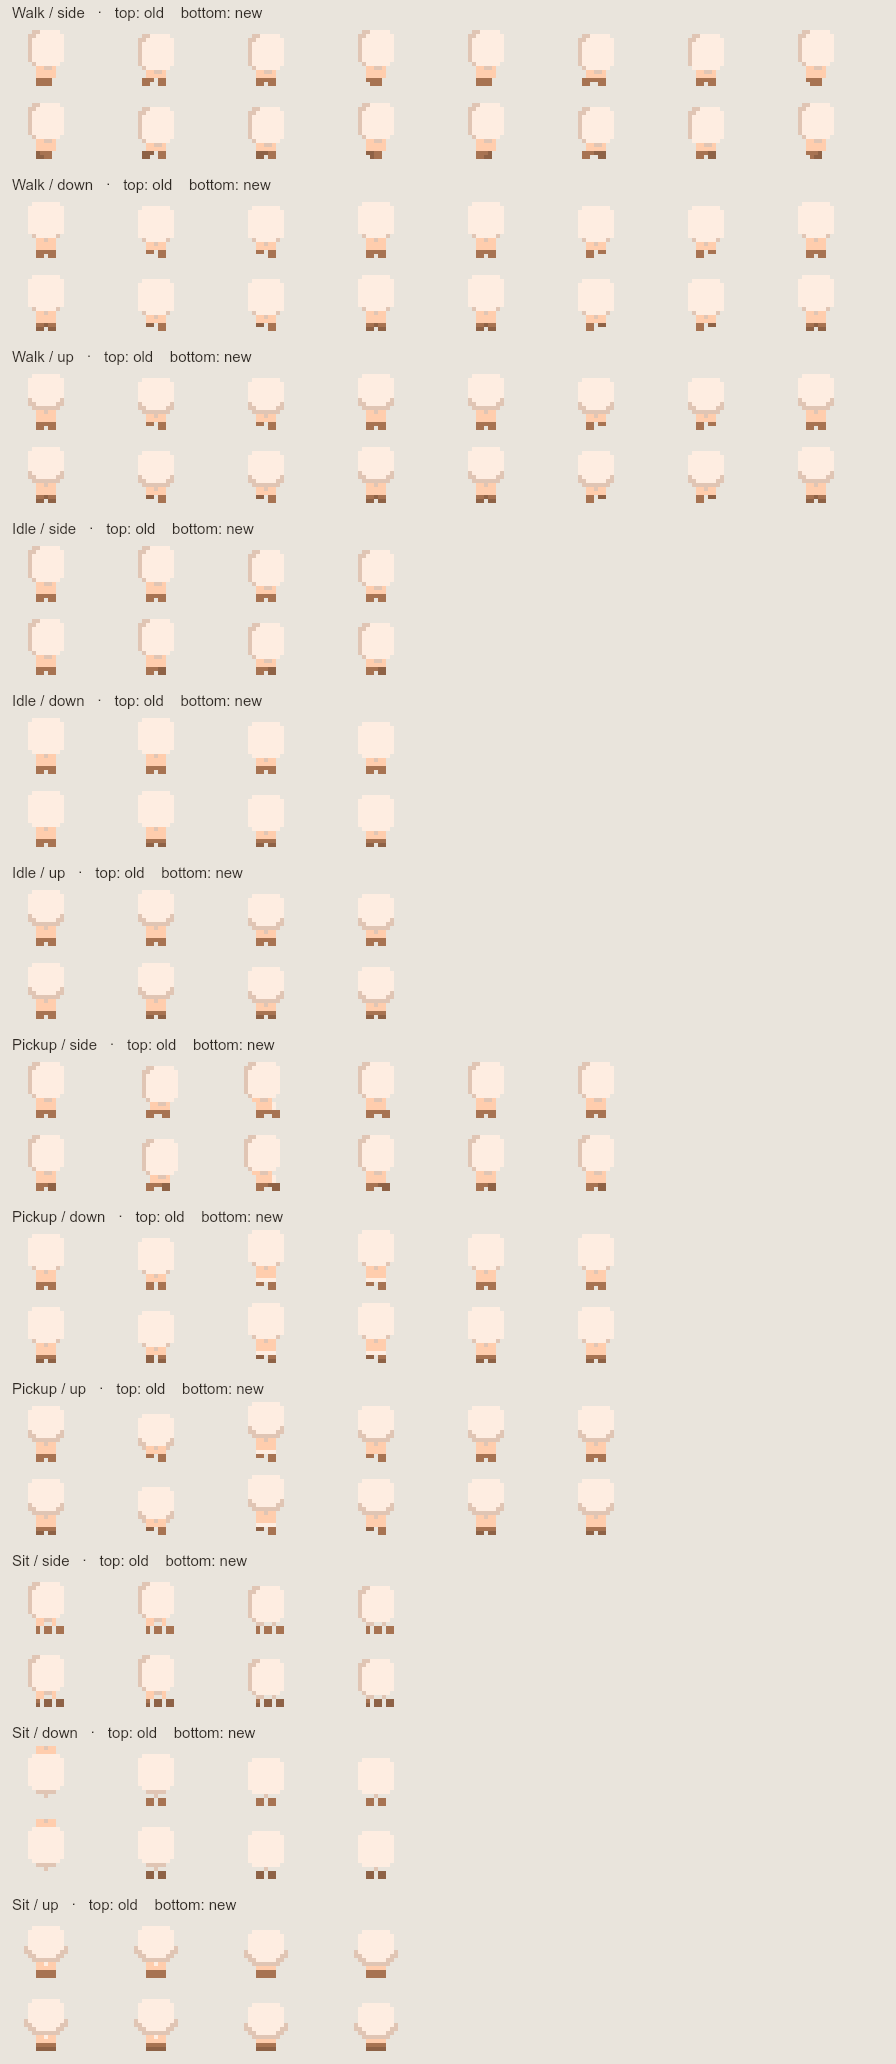 Walk / side · top: old bottom: new
Walk / down · top: old bottom: new
Walk / up · top: old bottom: new
Idle / side · top: old bottom: new
Idle / down · top: old bottom: new
Idle / up · top: old bottom: new
Pickup / side · top: old bottom: new
Pickup / down · top: old bottom: new
Pickup / up · top: old bottom: new
Sit / side · top: old bottom: new
Sit / down · top: old bottom: new
Sit / up · top: old bottom: new